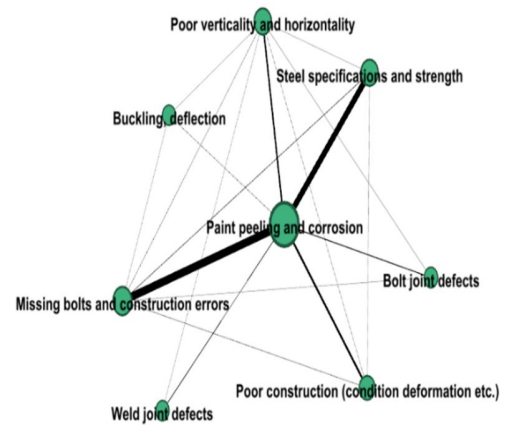 Poor verticality and horizontality
Steel specifications and strength
Buckling, deflection
Paint peeling and corrosion
Bolt joint defects
Missing bolts and construction errors
Poor construction (condition deformation etc.)
Weld joint defects